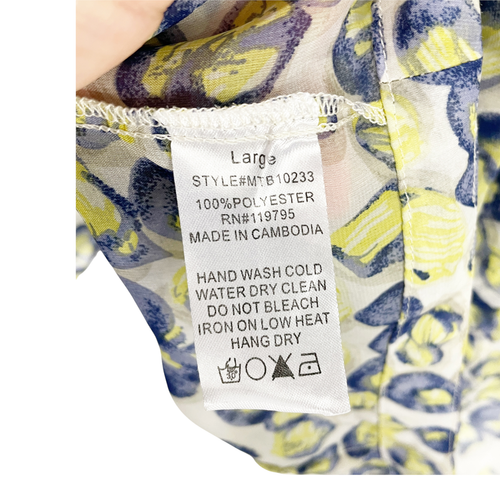 Large
STYLE#MTB10233
100%POLYESTER
RN#119795
MADE IN CAMBODIA
HAND WASH COLD
WATER DRY CLEAN
DO NOT BLEACH
IRON ON LOW HEAT
HANG DRY